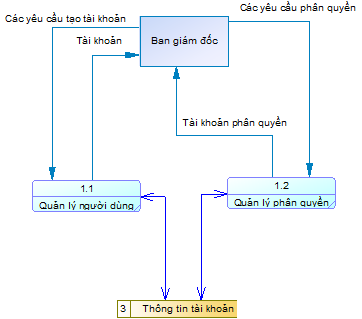 Các yêu cầu phân quyền
Các yêu cầu tạo tài khoản
Tài khoản
Ban giám đốc
Tài khoản phân quyền
1.1
Quản lý người dùng
1.2
Quản lý phân quyền
3 Thông tin tài khoản